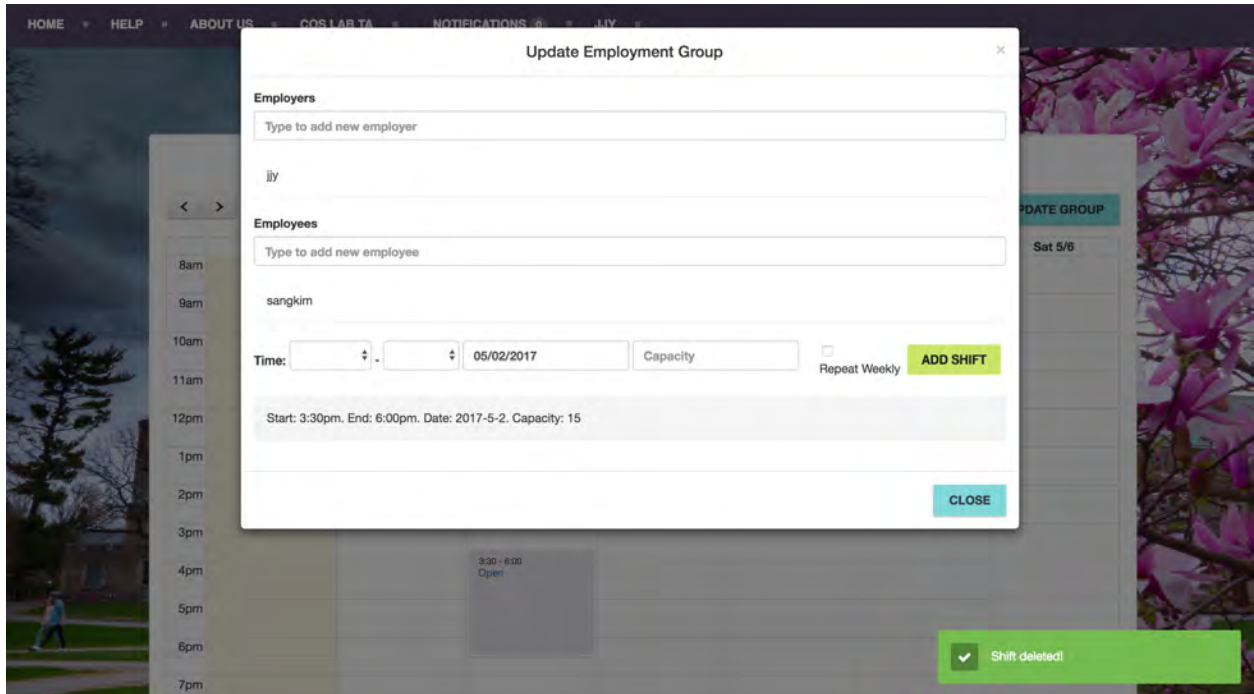 HOME HELP ABOUT US COS LAB TA NOTIFICATIONS 0 JJY
Update Employment Group ×
Employers
Type to add new employer
jjy
< >
UPDATE GROUP
Employees
Type to add new employee
Sat 5/6
8am
sangkim
9am
10am
Time: - 05/02/2017 Capacity Repeat Weekly ADD SHIFT
11am
Start: 3:30pm. End: 6:00pm. Date: 2017-5-2. Capacity: 15
12pm
1pm
2pm
CLOSE
3pm
3:30 - 6:00
Open
4pm
5pm
6pm
Shift deleted!
7pm